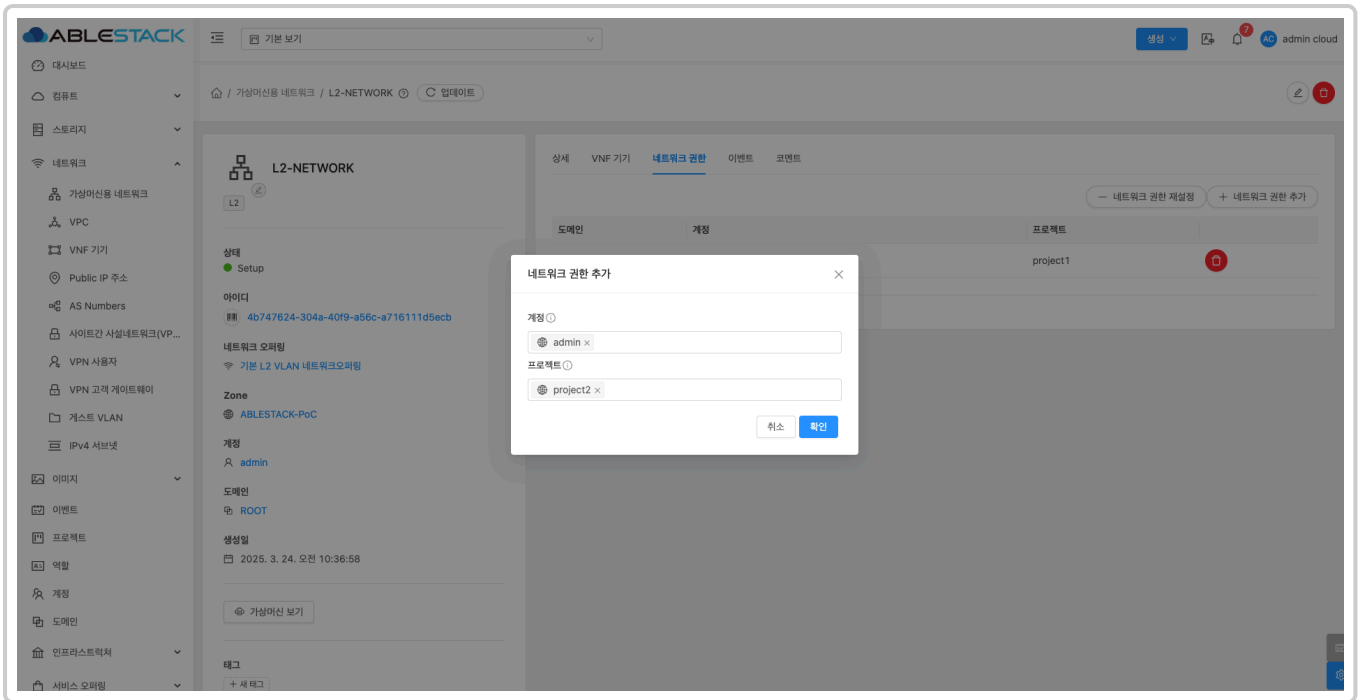 ABLESTACK
기본 보기
생성
7
AC
admin cloud
대시보드
컴퓨트
스토리지
네트워크
가상머신용 네트워크
VPC
VNF 기기
Public IP 주소
AS Numbers
사이트간 사설네트워크(VP...
VPN 사용자
VPN 고객 게이트웨이
게스트 VLAN
IPv4 서브넷
이미지
이벤트
프로젝트
역할
계정
도메인
인프라스트럭쳐
서비스 오퍼링
/ 가상머신용 네트워크 / L2-NETWORK
업데이트
L2-NETWORK
L2
상태
Setup
아이디
4b747624-304a-40f9-a56c-a716111d5ecb
네트워크 오퍼링
기본 L2 VLAN 네트워크오퍼링
Zone
ABLESTACK-PoC
계정
admin
도메인
ROOT
생성일
2025. 3. 24. 오전 10:36:58
가상머신 보기
태그
+ 새 태그
상세 VNF 기기 네트워크 권한 이벤트 코멘트
네트워크 권한 재설정
+ 네트워크 권한 추가
도메인 계정 프로젝트
project1
네트워크 권한 추가
계정
admin
프로젝트
project2
취소 확인